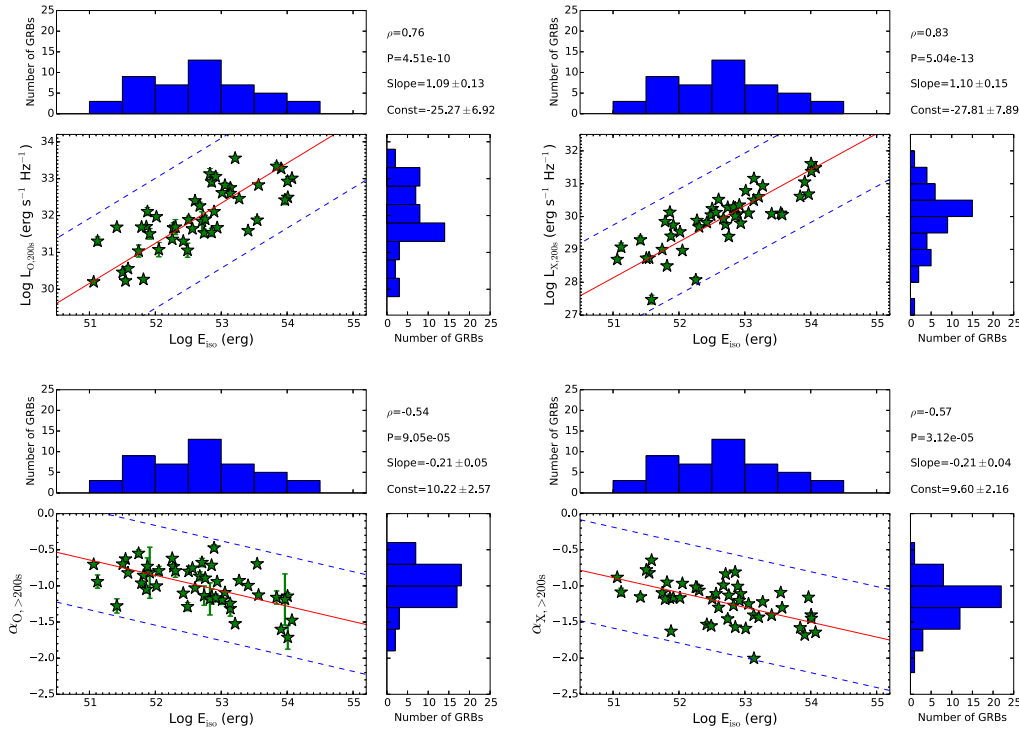 25
20
15
10
5
0
Number of GRBs
ρ=0.76
P=4.51e-10
Slope=1.09±0.13
Const=-25.27±6.92
34
33
32
31
30
Log L_O,200s (erg s⁻¹ Hz⁻¹)
51 52 53 54 55
Log E_iso (erg)
0 5 10 15 20 25
Number of GRBs
25
20
15
10
5
0
Number of GRBs
ρ=0.83
P=5.04e-13
Slope=1.10±0.15
Const=-27.81±7.89
32
31
30
29
28
27
Log L_X,200s (erg s⁻¹ Hz⁻¹)
51 52 53 54 55
Log E_iso (erg)
0 5 10 15 20 25
Number of GRBs
25
20
15
10
5
0
Number of GRBs
ρ=-0.54
P=9.05e-05
Slope=-0.21±0.05
Const=10.22±2.57
0.0
−0.5
−1.0
−1.5
−2.0
−2.5
α_O,>200s
51 52 53 54 55
Log E_iso (erg)
0 5 10 15 20 25
Number of GRBs
25
20
15
10
5
0
Number of GRBs
ρ=-0.57
P=3.12e-05
Slope=-0.21±0.04
Const=9.60±2.16
0.0
−0.5
−1.0
−1.5
−2.0
−2.5
α_X,>200s
51 52 53 54 55
Log E_iso (erg)
0 5 10 15 20 25
Number of GRBs